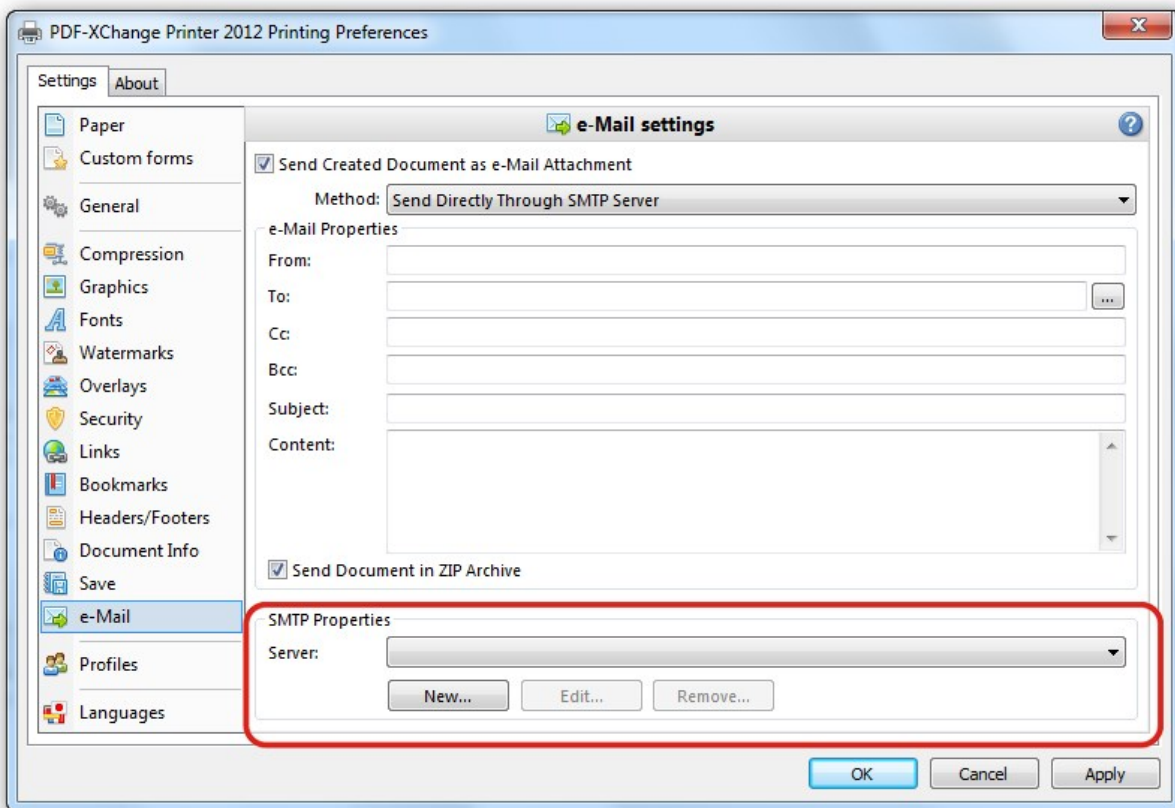 PDF-XChange Printer 2012 Printing Preferences
X
Settings
About
Paper
Custom forms
General
Compression
Graphics
Fonts
Watermarks
Overlays
Security
Links
Bookmarks
Headers/Footers
Document Info
Save
e-Mail
Profiles
Languages
e-Mail settings
?
Send Created Document as e-Mail Attachment
Method: Send Directly Through SMTP Server
e-Mail Properties
From:
To:
...
Cc:
Bcc:
Subject:
Content:
Send Document in ZIP Archive
SMTP Properties
Server:
New... Edit... Remove...
OK Cancel Apply